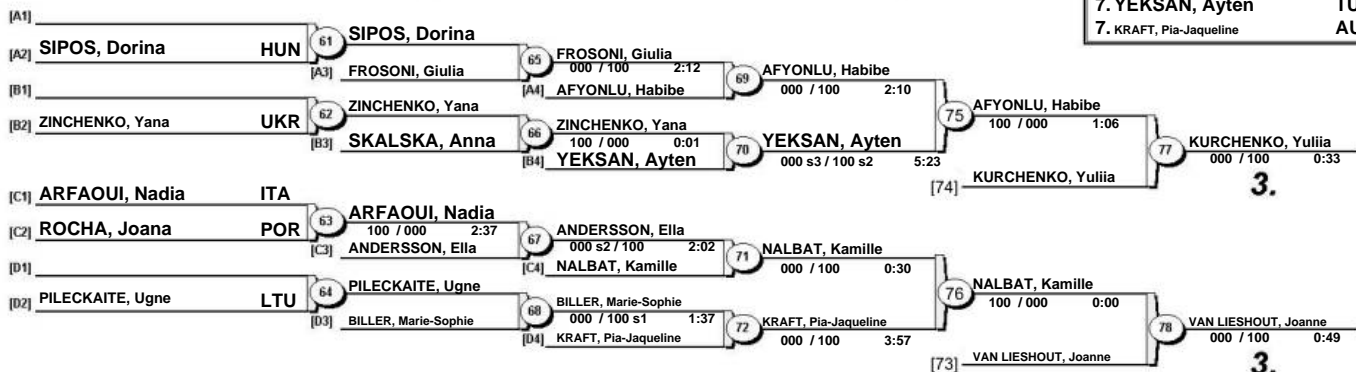 7. YEKSAN, Ayten TU
7. KRAFT, Pia-Jaqueline AU
[A1]
[A2] SIPOS, Dorina HUN
61 SIPOS, Dorina
[A3] FROSONI, Giulia
65 FROSONI, Giulia
000 / 100 2:12
[A4] AFYONLU, Habibe
69 AFYONLU, Habibe
000 / 100 2:10
[B1]
[B2] ZINCHENKO, Yana UKR
62 ZINCHENKO, Yana
[B3] SKALSKA, Anna
66 ZINCHENKO, Yana
100 / 000 0:01
[B4] YEKSAN, Ayten
70 YEKSAN, Ayten
000 s3 / 100 s2 5:23
75 AFYONLU, Habibe
100 / 000 1:06
[74] KURCHENKO, Yuliia
77 KURCHENKO, Yuliia
000 / 100 0:33
3.
[C1] ARFAOUI, Nadia ITA
[C2] ROCHA, Joana POR
63 ARFAOUI, Nadia
100 / 000 2:37
[C3] ANDERSSON, Ella
67 ANDERSSON, Ella
000 s2 / 100 2:02
[C4] NALBAT, Kamille
71 NALBAT, Kamille
000 / 100 0:30
[D1]
[D2] PILECKAITE, Ugne LTU
64 PILECKAITE, Ugne
[D3] BILLER, Marie-Sophie
68 BILLER, Marie-Sophie
000 / 100 s1 1:37
[D4] KRAFT, Pia-Jaqueline
72 KRAFT, Pia-Jaqueline
000 / 100 3:57
76 NALBAT, Kamille
100 / 000 0:00
[73] VAN LIESHOUT, Joanne
78 VAN LIESHOUT, Joanne
000 / 100 0:49
3.